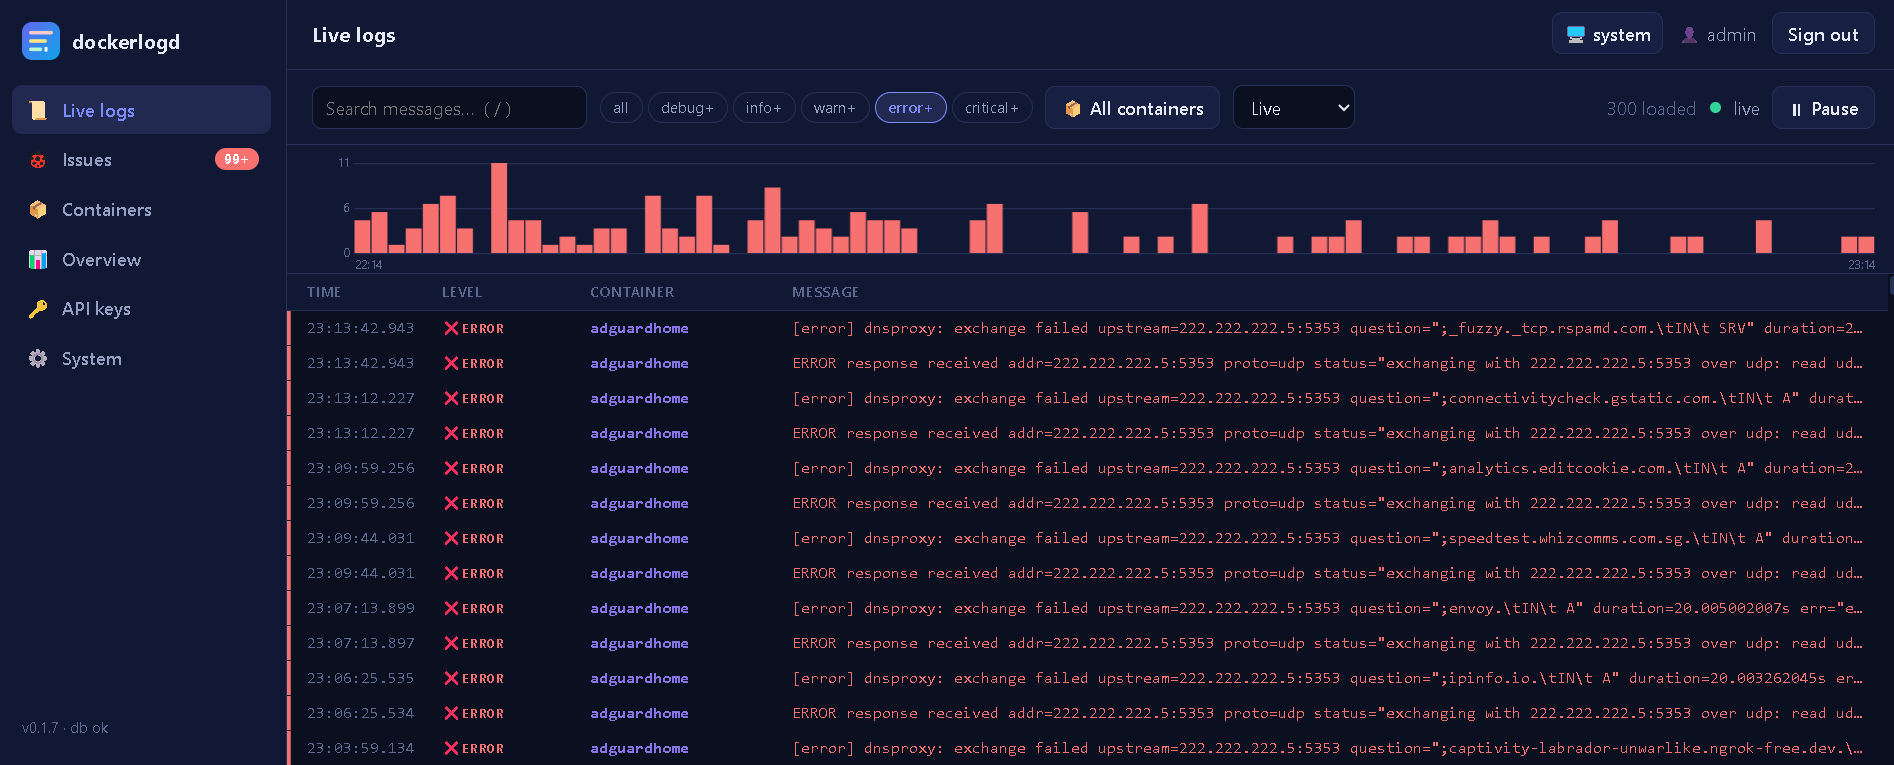 dockerlogd
Live logs
Issues 99+
Containers
Overview
API keys
System
v0.1.7 · db ok
Live logs
system admin Sign out
Search messages... (/) all debug+ info+ warn+ error+ critical+ All containers Live 300 loaded live Pause
11
6
0
22:14 23:14
TIME LEVEL CONTAINER MESSAGE
23:13:42.943 ERROR adguardhome [error] dnsproxy: exchange failed upstream=222.222.222.5:5353 question=";_fuzzy._tcp.rspamd.com.\tIN\t SRV" duration=2…
23:13:42.943 ERROR adguardhome ERROR response received addr=222.222.222.5:5353 proto=udp status="exchanging with 222.222.222.5:5353 over udp: read ud…
23:13:12.227 ERROR adguardhome [error] dnsproxy: exchange failed upstream=222.222.222.5:5353 question=";connectivitycheck.gstatic.com.\tIN\t A" durat…
23:13:12.227 ERROR adguardhome ERROR response received addr=222.222.222.5:5353 proto=udp status="exchanging with 222.222.222.5:5353 over udp: read ud…
23:09:59.256 ERROR adguardhome [error] dnsproxy: exchange failed upstream=222.222.222.5:5353 question=";analytics.editcookie.com.\tIN\t A" duration=2…
23:09:59.256 ERROR adguardhome ERROR response received addr=222.222.222.5:5353 proto=udp status="exchanging with 222.222.222.5:5353 over udp: read ud…
23:09:44.031 ERROR adguardhome [error] dnsproxy: exchange failed upstream=222.222.222.5:5353 question=";speedtest.whizcomms.com.sg.\tIN\t A" duration…
23:09:44.031 ERROR adguardhome ERROR response received addr=222.222.222.5:5353 proto=udp status="exchanging with 222.222.222.5:5353 over udp: read ud…
23:07:13.899 ERROR adguardhome [error] dnsproxy: exchange failed upstream=222.222.222.5:5353 question=";envoy.\tIN\t A" duration=20.005002007s err="e…
23:07:13.897 ERROR adguardhome ERROR response received addr=222.222.222.5:5353 proto=udp status="exchanging with 222.222.222.5:5353 over udp: read ud…
23:06:25.535 ERROR adguardhome [error] dnsproxy: exchange failed upstream=222.222.222.5:5353 question=";ipinfo.io.\tIN\t A" duration=20.003262045s er…
23:06:25.534 ERROR adguardhome ERROR response received addr=222.222.222.5:5353 proto=udp status="exchanging with 222.222.222.5:5353 over udp: read ud…
23:03:59.134 ERROR adguardhome [error] dnsproxy: exchange failed upstream=222.222.222.5:5353 question=";captivity-labrador-unwarlike.ngrok-free.dev.\…